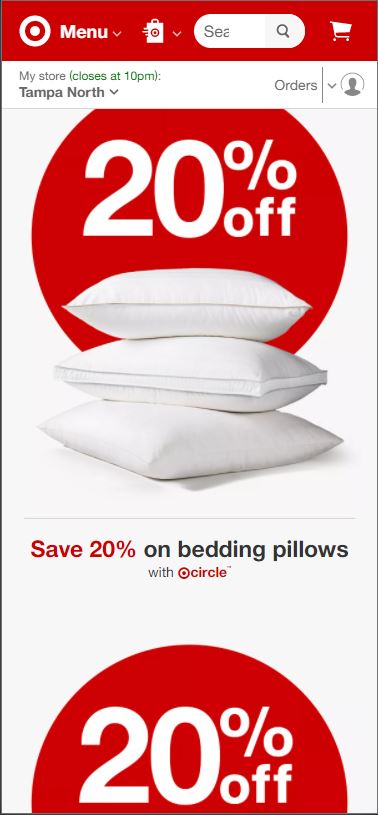 Menu
Sea
My store (closes at 10pm):
Tampa North
Orders
20%
off
Save 20% on bedding pillows
with circle™
20%
off